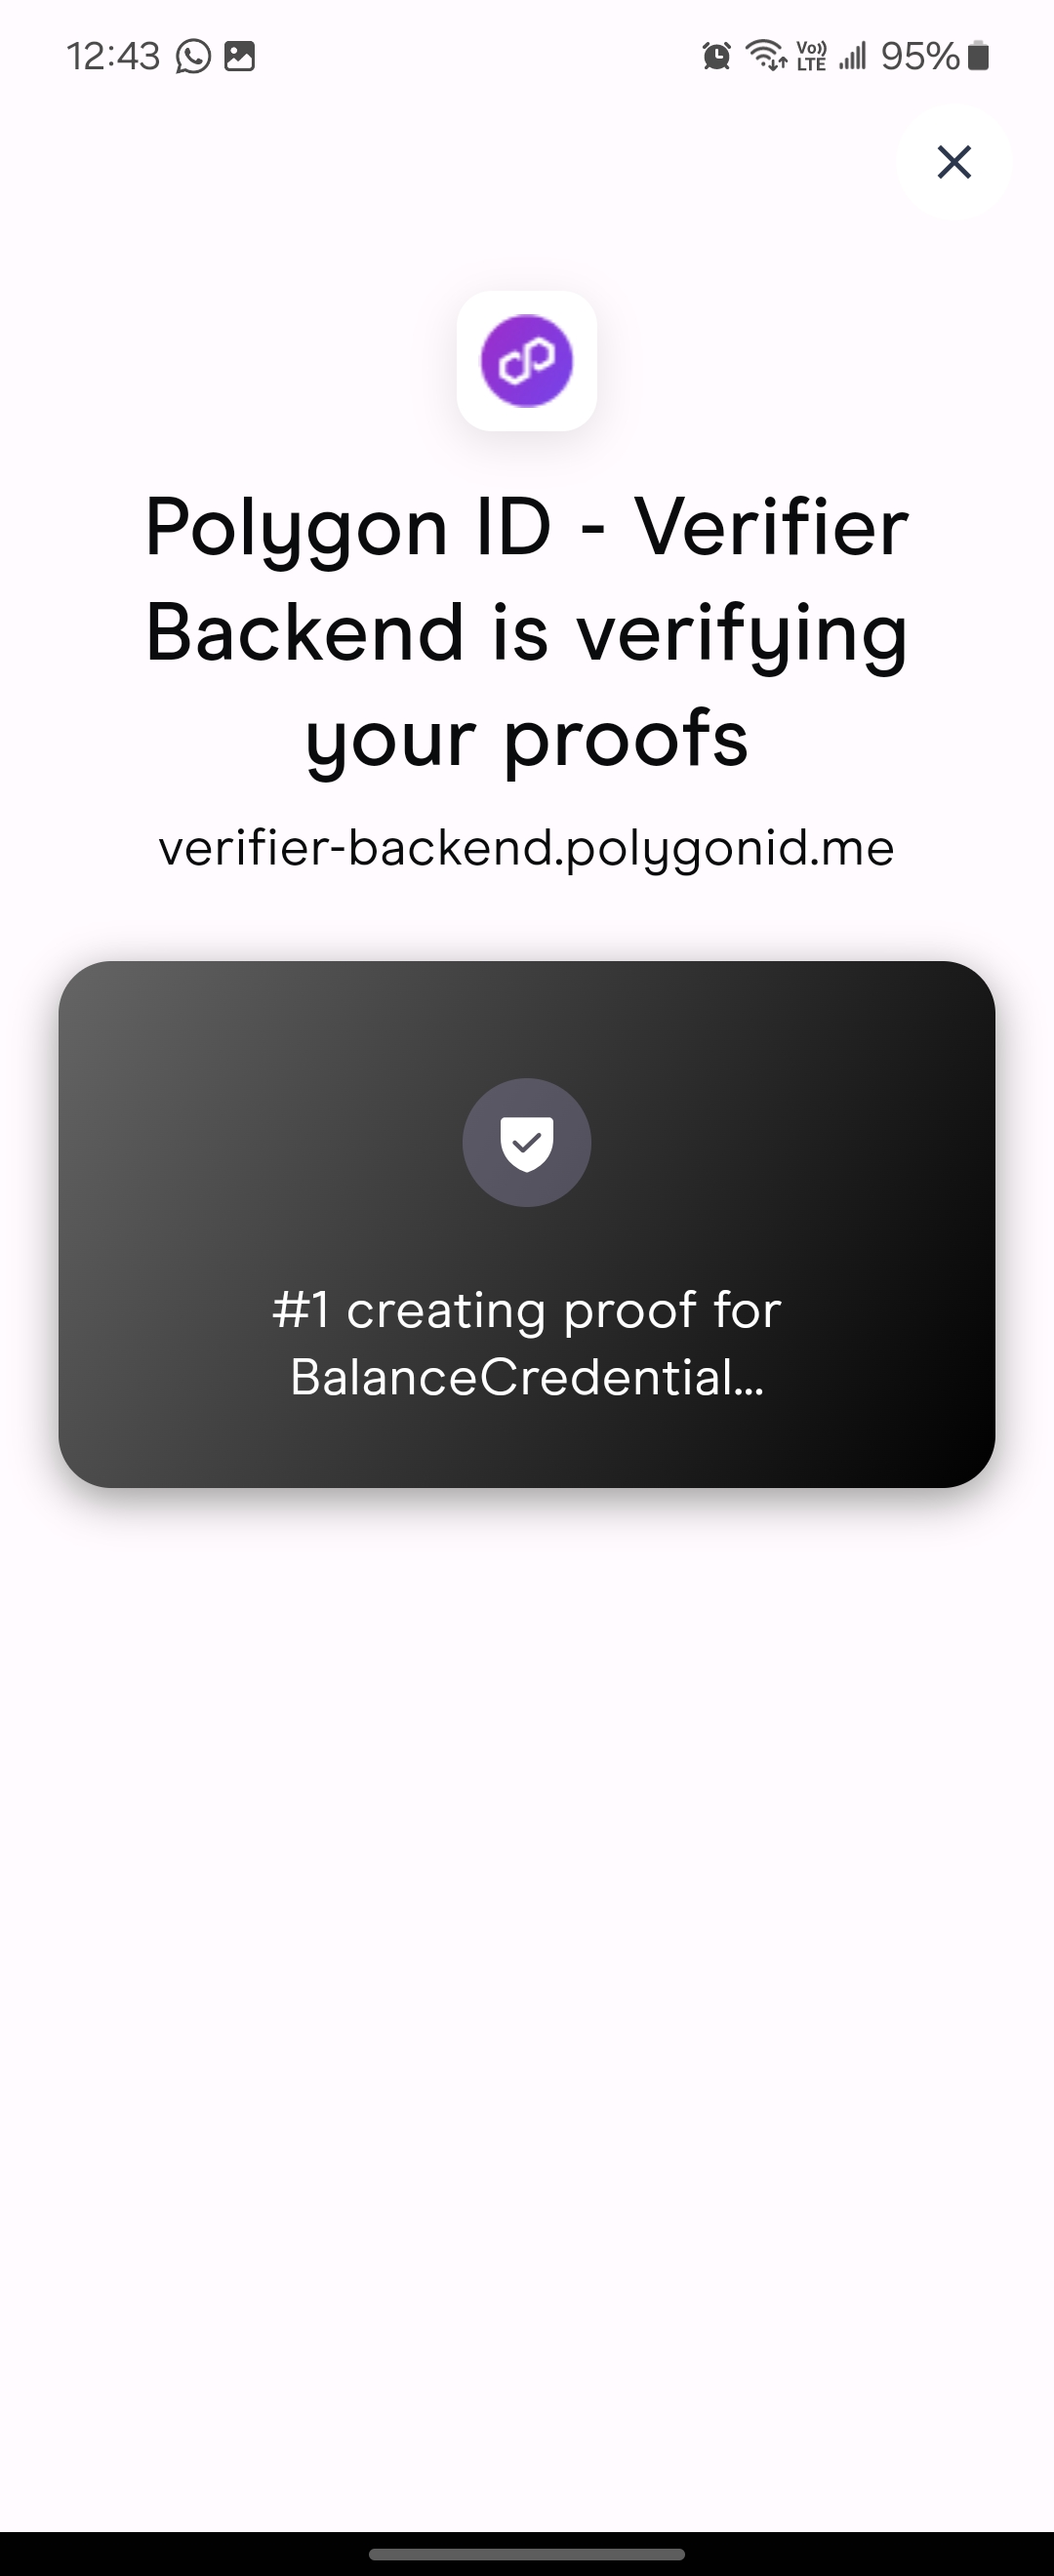 12:43 Vo)) LTE 95%
Polygon ID - Verifier
Backend is verifying
your proofs
verifier-backend.polygonid.me
#1 creating proof for
BalanceCredential...